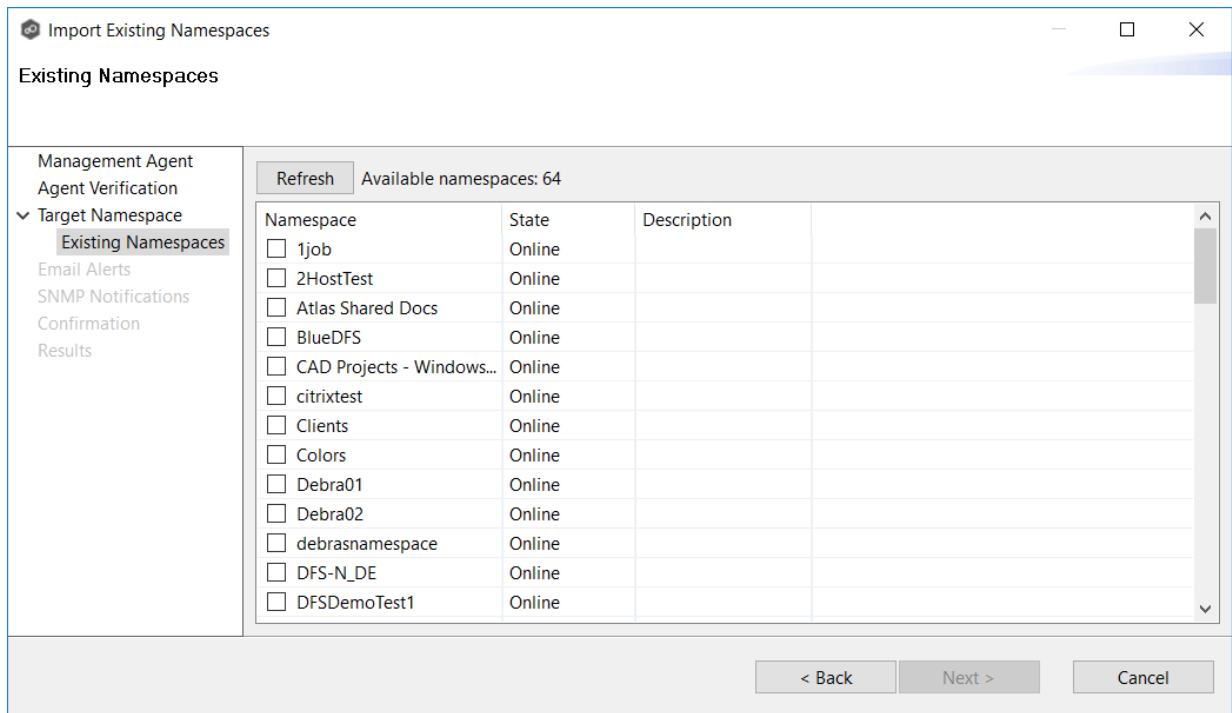 Import Existing Namespaces
Existing Namespaces
Management Agent
Agent Verification
Target Namespace
Existing Namespaces
Email Alerts
SNMP Notifications
Confirmation
Results
Refresh Available namespaces: 64
Namespace State Description
1job Online
2HostTest Online
Atlas Shared Docs Online
BlueDFS Online
CAD Projects - Windows... Online
citrixtest Online
Clients Online
Colors Online
Debra01 Online
Debra02 Online
debrasnamespace Online
DFS-N_DE Online
DFSDemoTest1 Online
< Back Next > Cancel